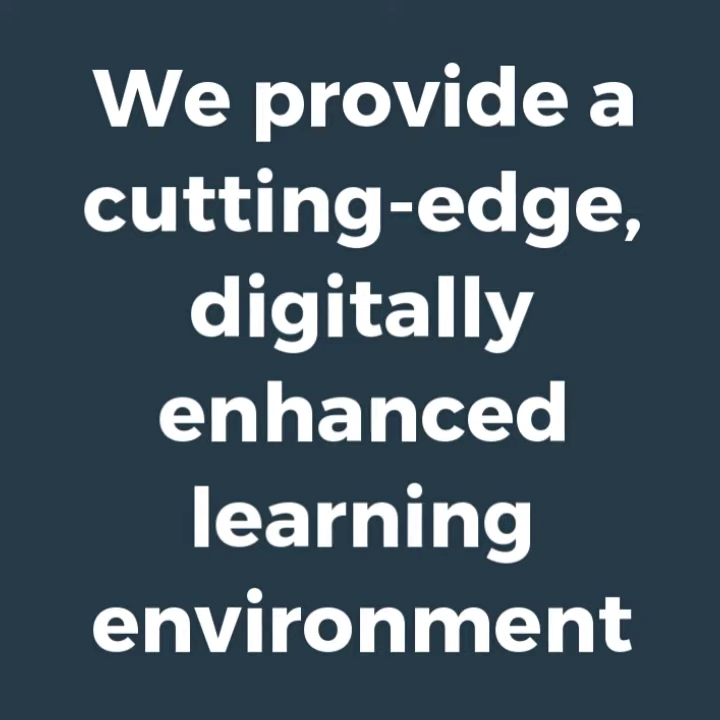 We provide a
cutting-edge,
digitally
enhanced
learning
environment